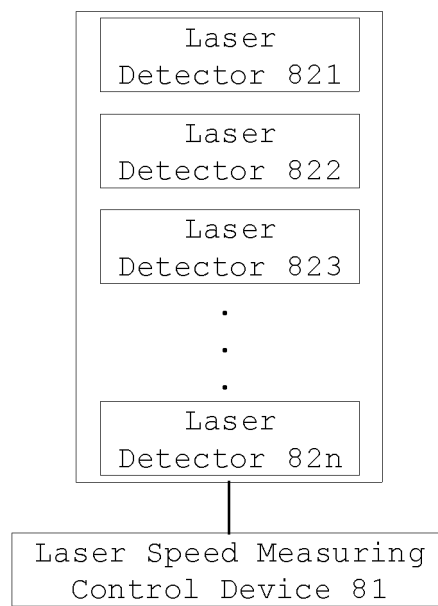 Laser
Detector 821
Laser
Detector 822
Laser
Detector 823
.
.
.
Laser
Detector 82n
Laser Speed Measuring
Control Device 81